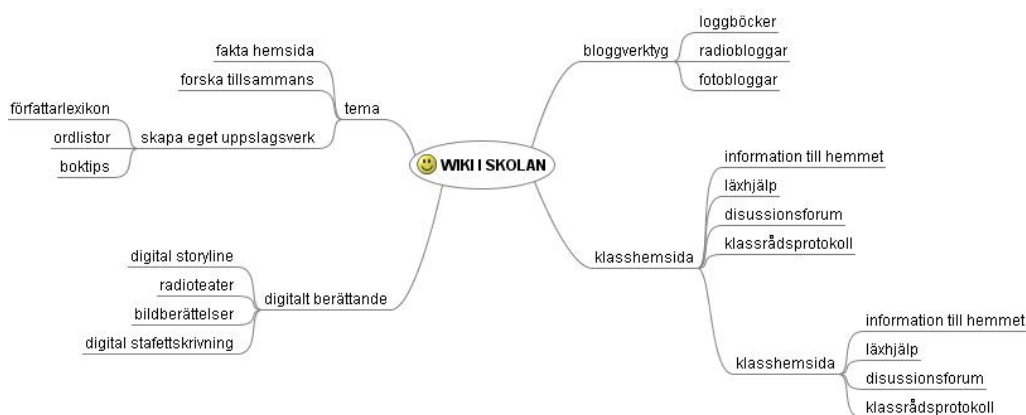 WIKI I SKOLAN
tema
fakta hemsida
forska tillsammans
skapa eget uppslagsverk
författarlexikon
ordlistor
boktips
digitalt berättande
digital storyline
radioteater
bildberättelser
digital stafettskrivning
bloggverktyg
loggböcker
radiobloggar
fotobloggar
klasshemsida
information till hemmet
läxhjälp
disussionsforum
klassrådsprotokoll
klasshemsida
information till hemmet
läxhjälp
disussionsforum
klassrådsprotokoll